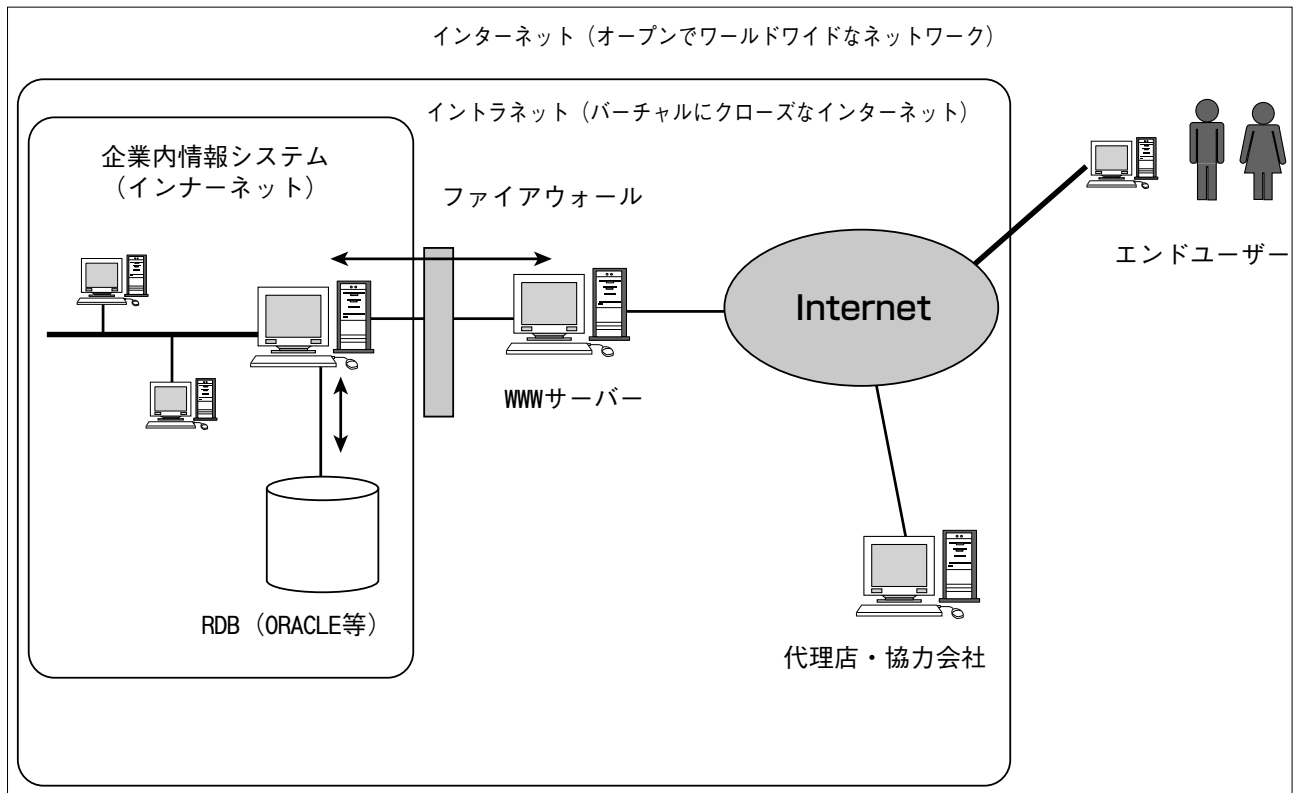 インターネット（オープンでワールドワイドなネットワーク）
イントラネット（バーチャルにクローズなインターネット）
企業内情報システム
（インナーネット）
ファイアウォール
エンドユーザー
Internet
WWWサーバー
RDB（ORACLE等）
代理店・協力会社